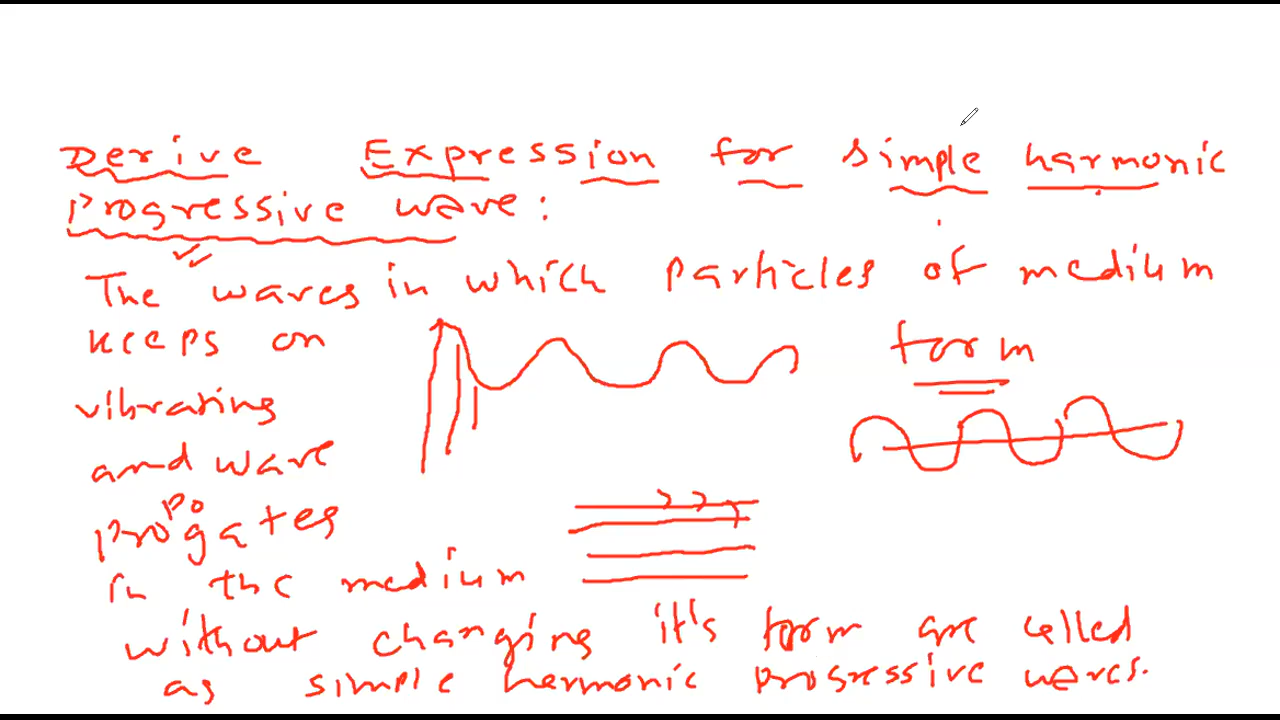 Derive Expression for simple harmonic
Progressive wave:
The waves in which particles of medium
keeps on
form
vibrating
and wave
propogates
in the medium
without changing it's form are called
as simple harmonic progressive waves.